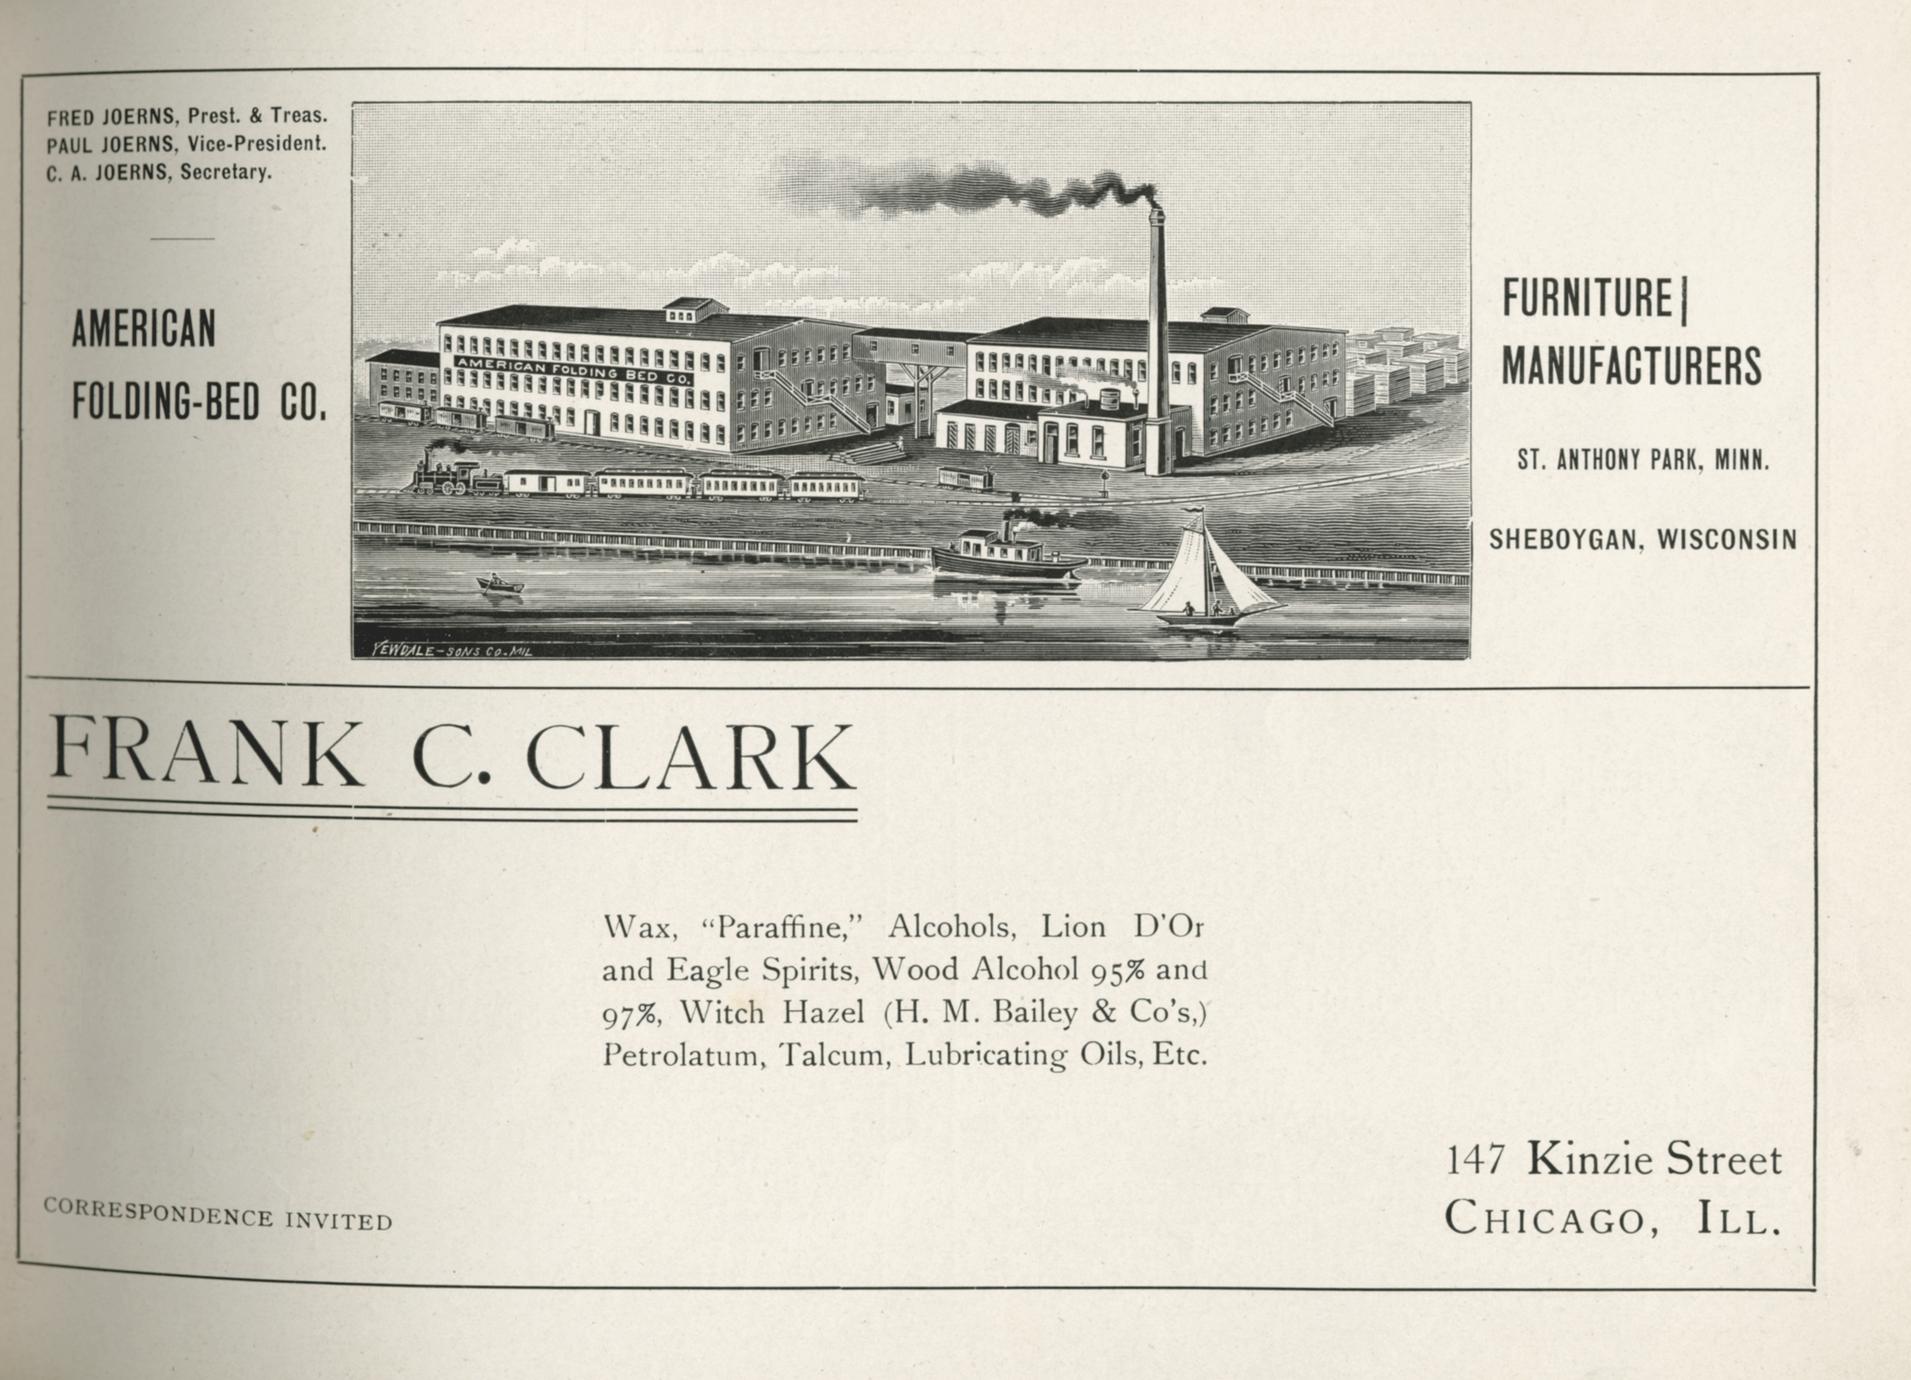 FRED JOERNS, Prest. & Treas.
PAUL JOERNS, Vice-President.
C. A. JOERNS, Secretary.
AMERICAN
FOLDING-BED CO.
AMERICAN FOLDING BED CO.
YEWDALE-SONS CO. MIL
FURNITURE
MANUFACTURERS
ST. ANTHONY PARK, MINN.
SHEBOYGAN, WISCONSIN
FRANK C. CLARK
Wax, “Paraffine,” Alcohols, Lion D’Or
and Eagle Spirits, Wood Alcohol 95% and
97%, Witch Hazel (H. M. Bailey & Co’s,)
Petrolatum, Talcum, Lubricating Oils, Etc.
CORRESPONDENCE INVITED
147 Kinzie Street
CHICAGO, ILL.